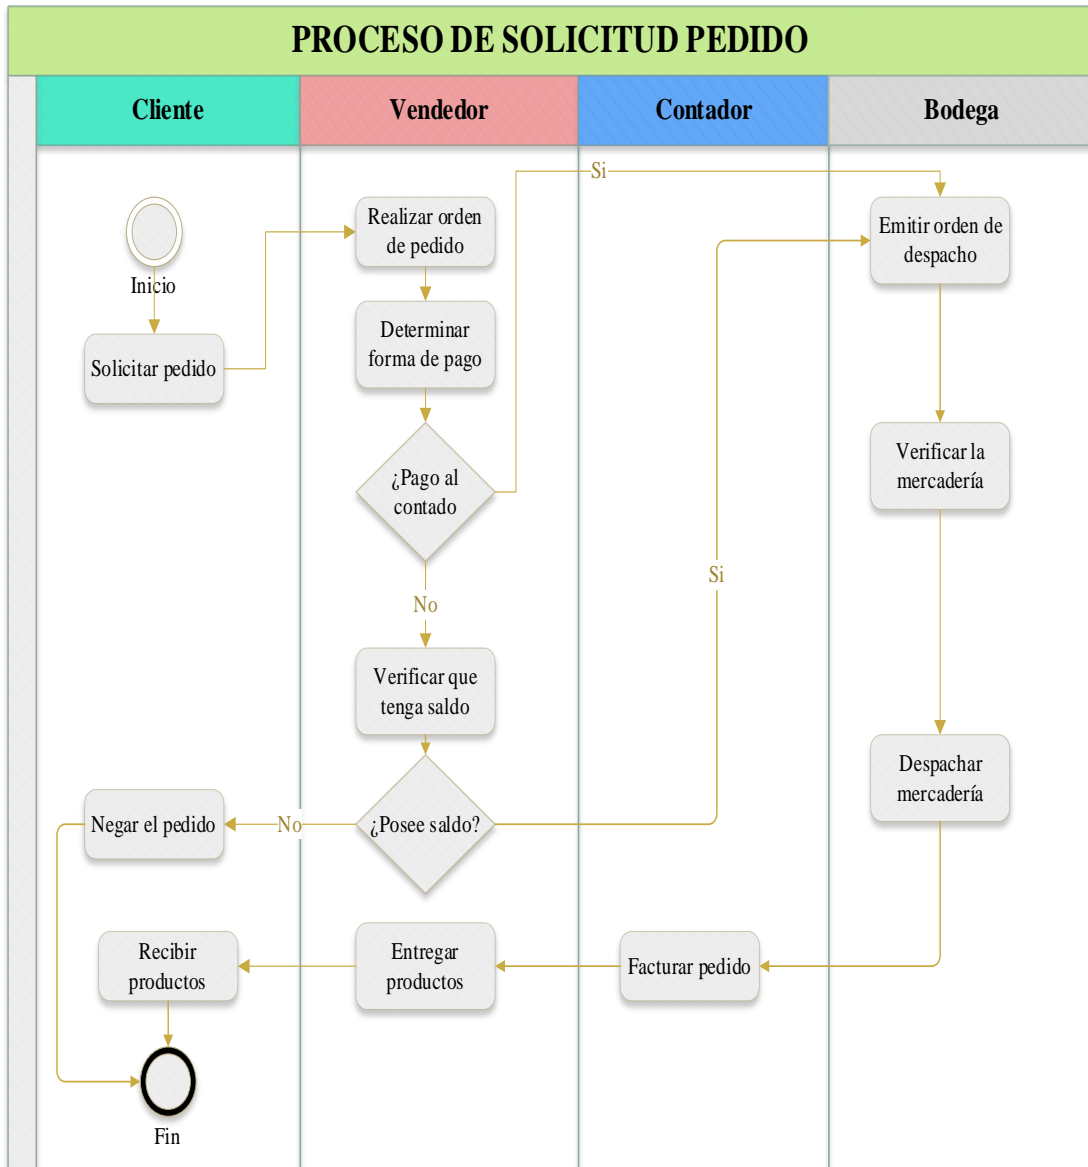 PROCESO DE SOLICITUD PEDIDO
Cliente
Vendedor
Contador
Bodega
Si
Realizar orden
de pedido
Emitir orden de
despacho
Inicio
Solicitar pedido
Determinar
forma de pago
¿Pago al
contado
Verificar la
mercadería
Si
No
Verificar que
tenga saldo
Despachar
mercadería
Negar el pedido
No
¿Posee saldo?
Recibir
productos
Entregar
productos
Facturar pedido
Fin